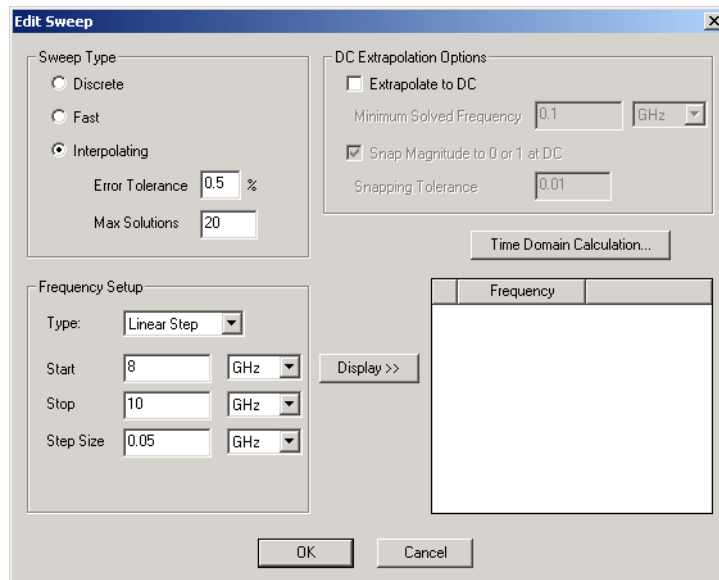 Edit Sweep
Sweep Type
Discrete
Fast
Interpolating
Error Tolerance 0.5 %
Max Solutions 20
DC Extrapolation Options
Extrapolate to DC
Minimum Solved Frequency 0.1 GHz
Snap Magnitude to 0 or 1 at DC
Snapping Tolerance 0.01
Time Domain Calculation...
Frequency Setup
Type: Linear Step
Start 8 GHz
Stop 10 GHz
Step Size 0.05 GHz
Display >>
Frequency
OK Cancel